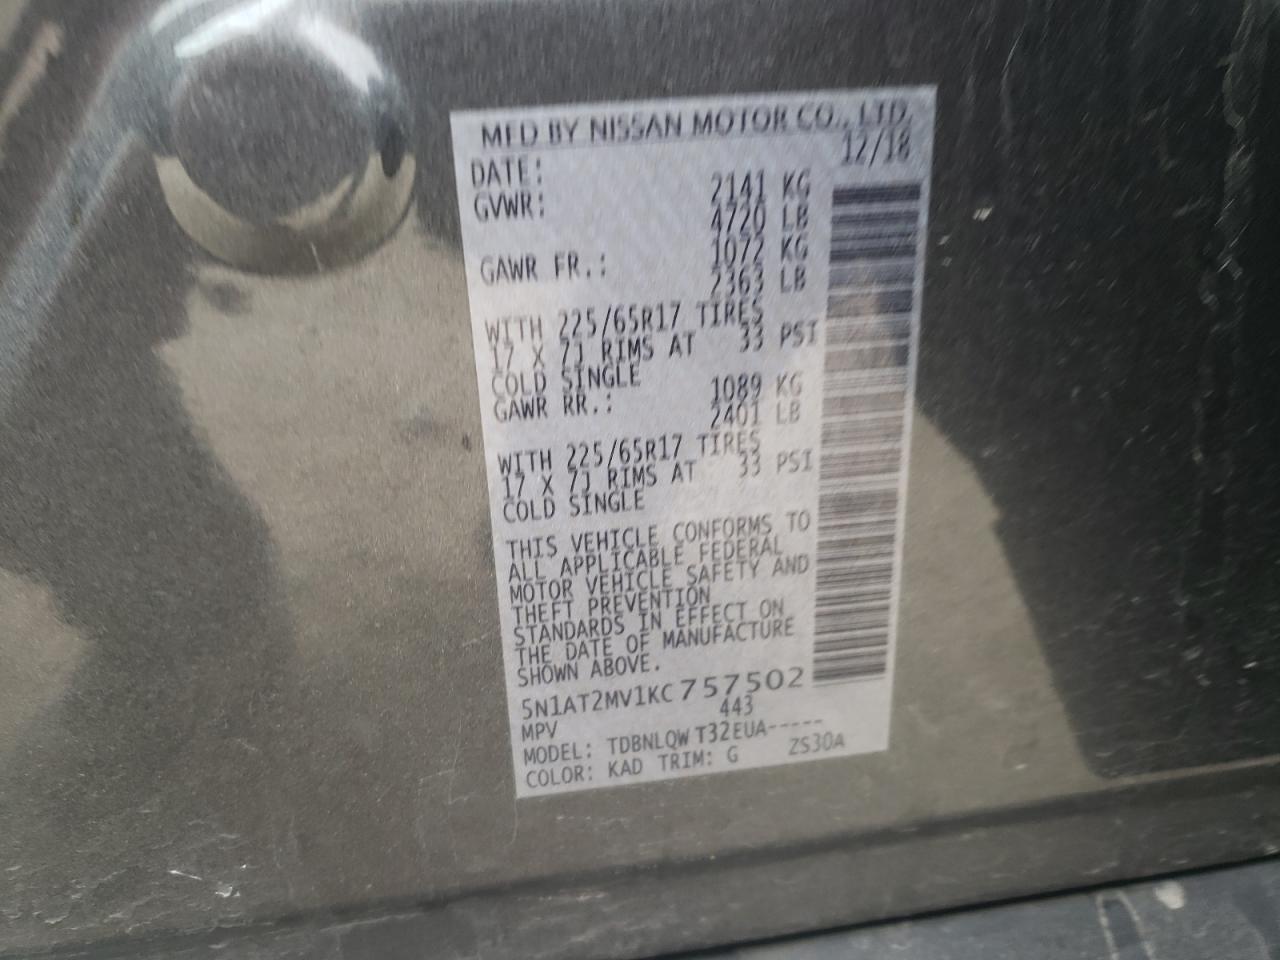 MFD BY NISSAN MOTOR CO., LTD.
DATE: 12/18
GVWR: 2141 KG
4720 LB
GAWR FR.: 1072 KG
2363 LB
WITH 225/65R17 TIRES
17 X 7J RIMS AT 33 PSI
COLD SINGLE
GAWR RR.: 1089 KG
2401 LB
WITH 225/65R17 TIRES
17 X 7J RIMS AT 33 PSI
COLD SINGLE
THIS VEHICLE CONFORMS TO
ALL APPLICABLE FEDERAL
MOTOR VEHICLE SAFETY AND
THEFT PREVENTION
STANDARDS IN EFFECT ON
THE DATE OF MANUFACTURE
SHOWN ABOVE.
5N1AT2MV1KC757502
MPV 443
MODEL: TDBNLQW T32EUA-----
COLOR: KAD TRIM: G ZS30A